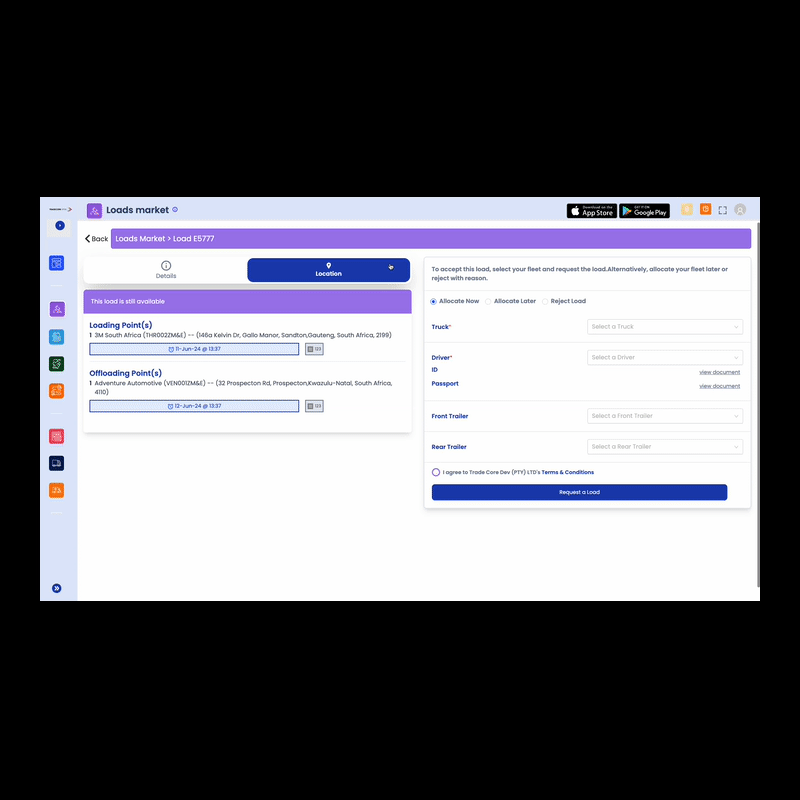 Loads market
Download on the
App Store
GET IT ON
Google Play
Back
Loads Market > Load E5777
Details
Location
This load is still available
Loading Point(s)
1 3M South Africa (THR002ZM&E) -- (146a Kelvin Dr, Gallo Manor, Sandton,Gauteng, South Africa, 2199)
11-Jun-24 @ 13:37
Offloading Point(s)
1 Adventure Automotive (VEN001ZM&E) -- (32 Prospecton Rd, Prospecton,Kwazulu-Natal, South Africa,
4110)
12-Jun-24 @ 13:37
To accept this load, select your fleet and request the load.Alternatively, allocate your fleet later or
reject with reason.
Allocate Now Allocate Later Reject Load
Truck* Select a Truck
Driver* Select a Driver
ID view document
Passport view document
Front Trailer Select a Front Trailer
Rear Trailer Select a Rear Trailer
I agree to Trade Core Dev (PTY) LTD's Terms & Conditions
Request a Load